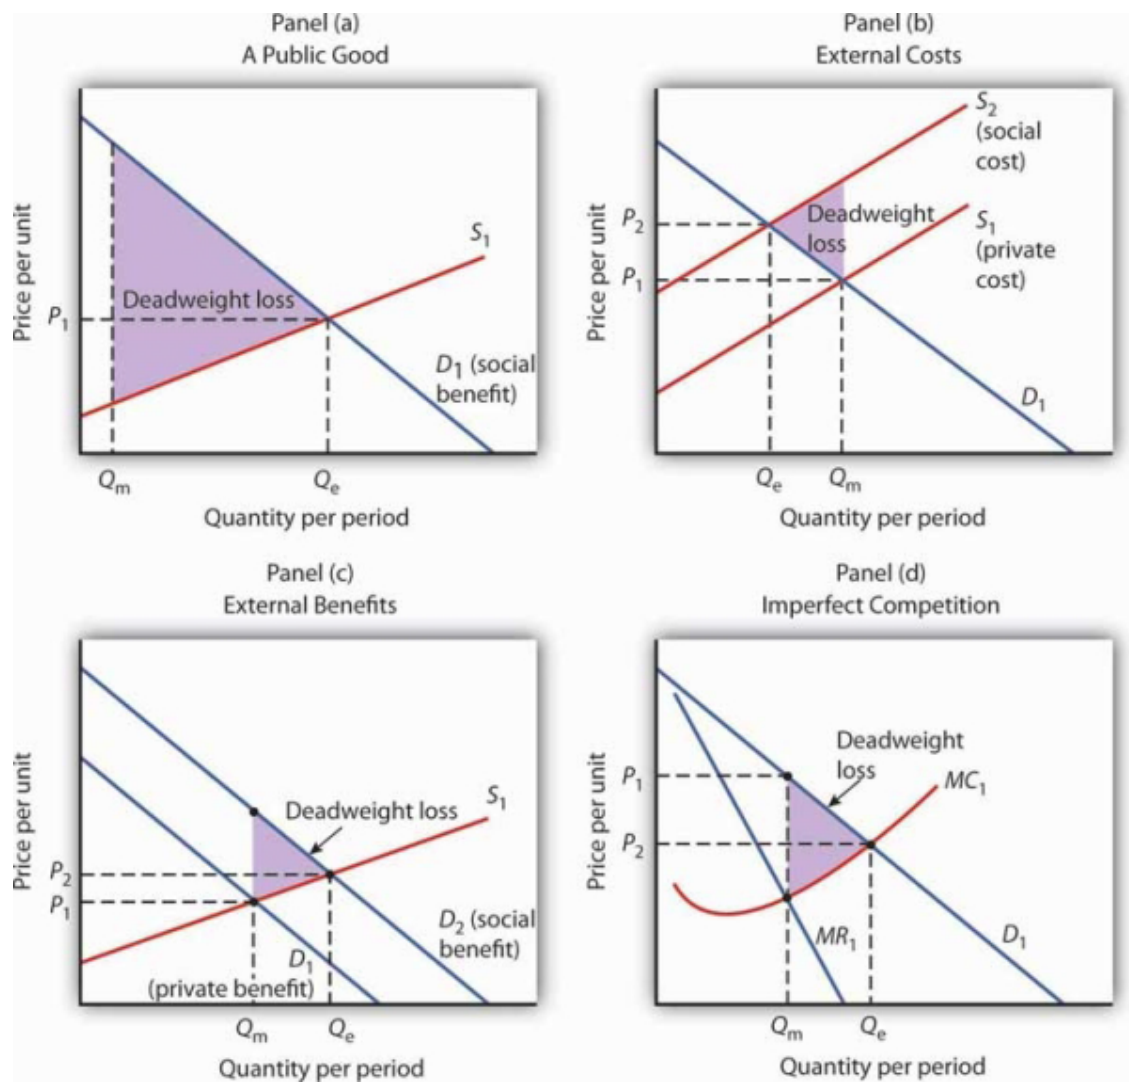 Panel (a)
A Public Good
Price per unit
S1
Deadweight loss
P1
D1 (social
benefit)
Qm
Qe
Quantity per period
Panel (b)
External Costs
Price per unit
S2
(social
cost)
P2
Deadweight
loss
S1
(private
cost)
P1
D1
Qe
Qm
Quantity per period
Panel (c)
External Benefits
Price per unit
S1
Deadweight loss
P2
P1
D2 (social
benefit)
D1
(private benefit)
Qm
Qe
Quantity per period
Panel (d)
Imperfect Competition
Price per unit
Deadweight
loss
P1
MC1
P2
MR1
D1
Qm
Qe
Quantity per period